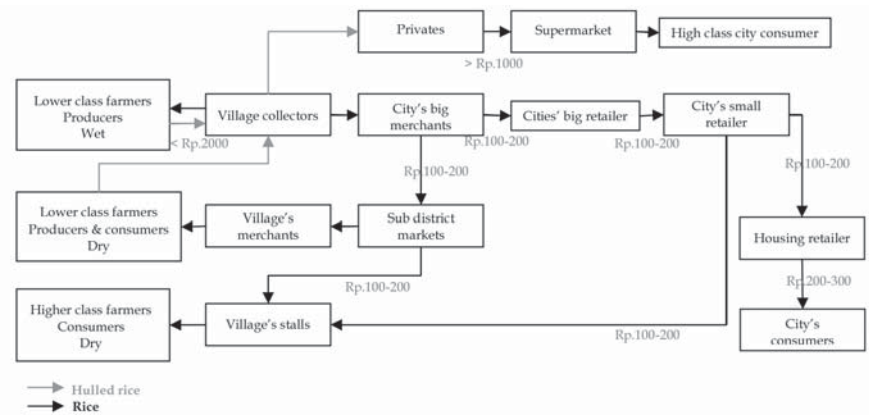 Privates
Supermarket
High class city consumer
> Rp.1000
Lower class farmers
Producers
Wet
< Rp.2000
Village collectors
City's big
merchants
Rp.100-200
Cities' big retailer
Rp.100-200
City's small
retailer
Rp.100-200
Rp.100-200
Lower class farmers
Producers & consumers
Dry
Village's
merchants
Sub district
markets
Housing retailer
Rp.100-200
Rp.200-300
Higher class farmers
Consumers
Dry
Village's stalls
Rp.100-200
City's
consumers
Hulled rice
Rice